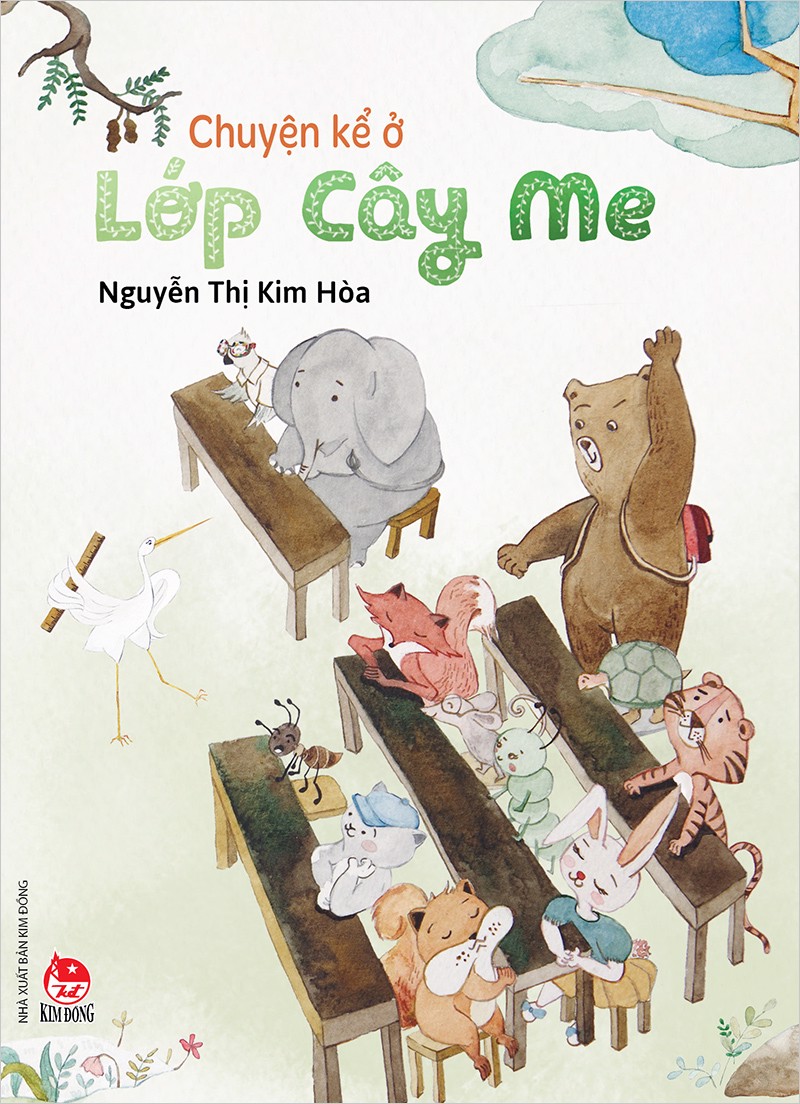 Chuyện kể ở
Lớp Cây Me
Nguyễn Thị Kim Hòa
NHÀ XUẤT BẢN KIM ĐỒNG
KIM ĐỒNG